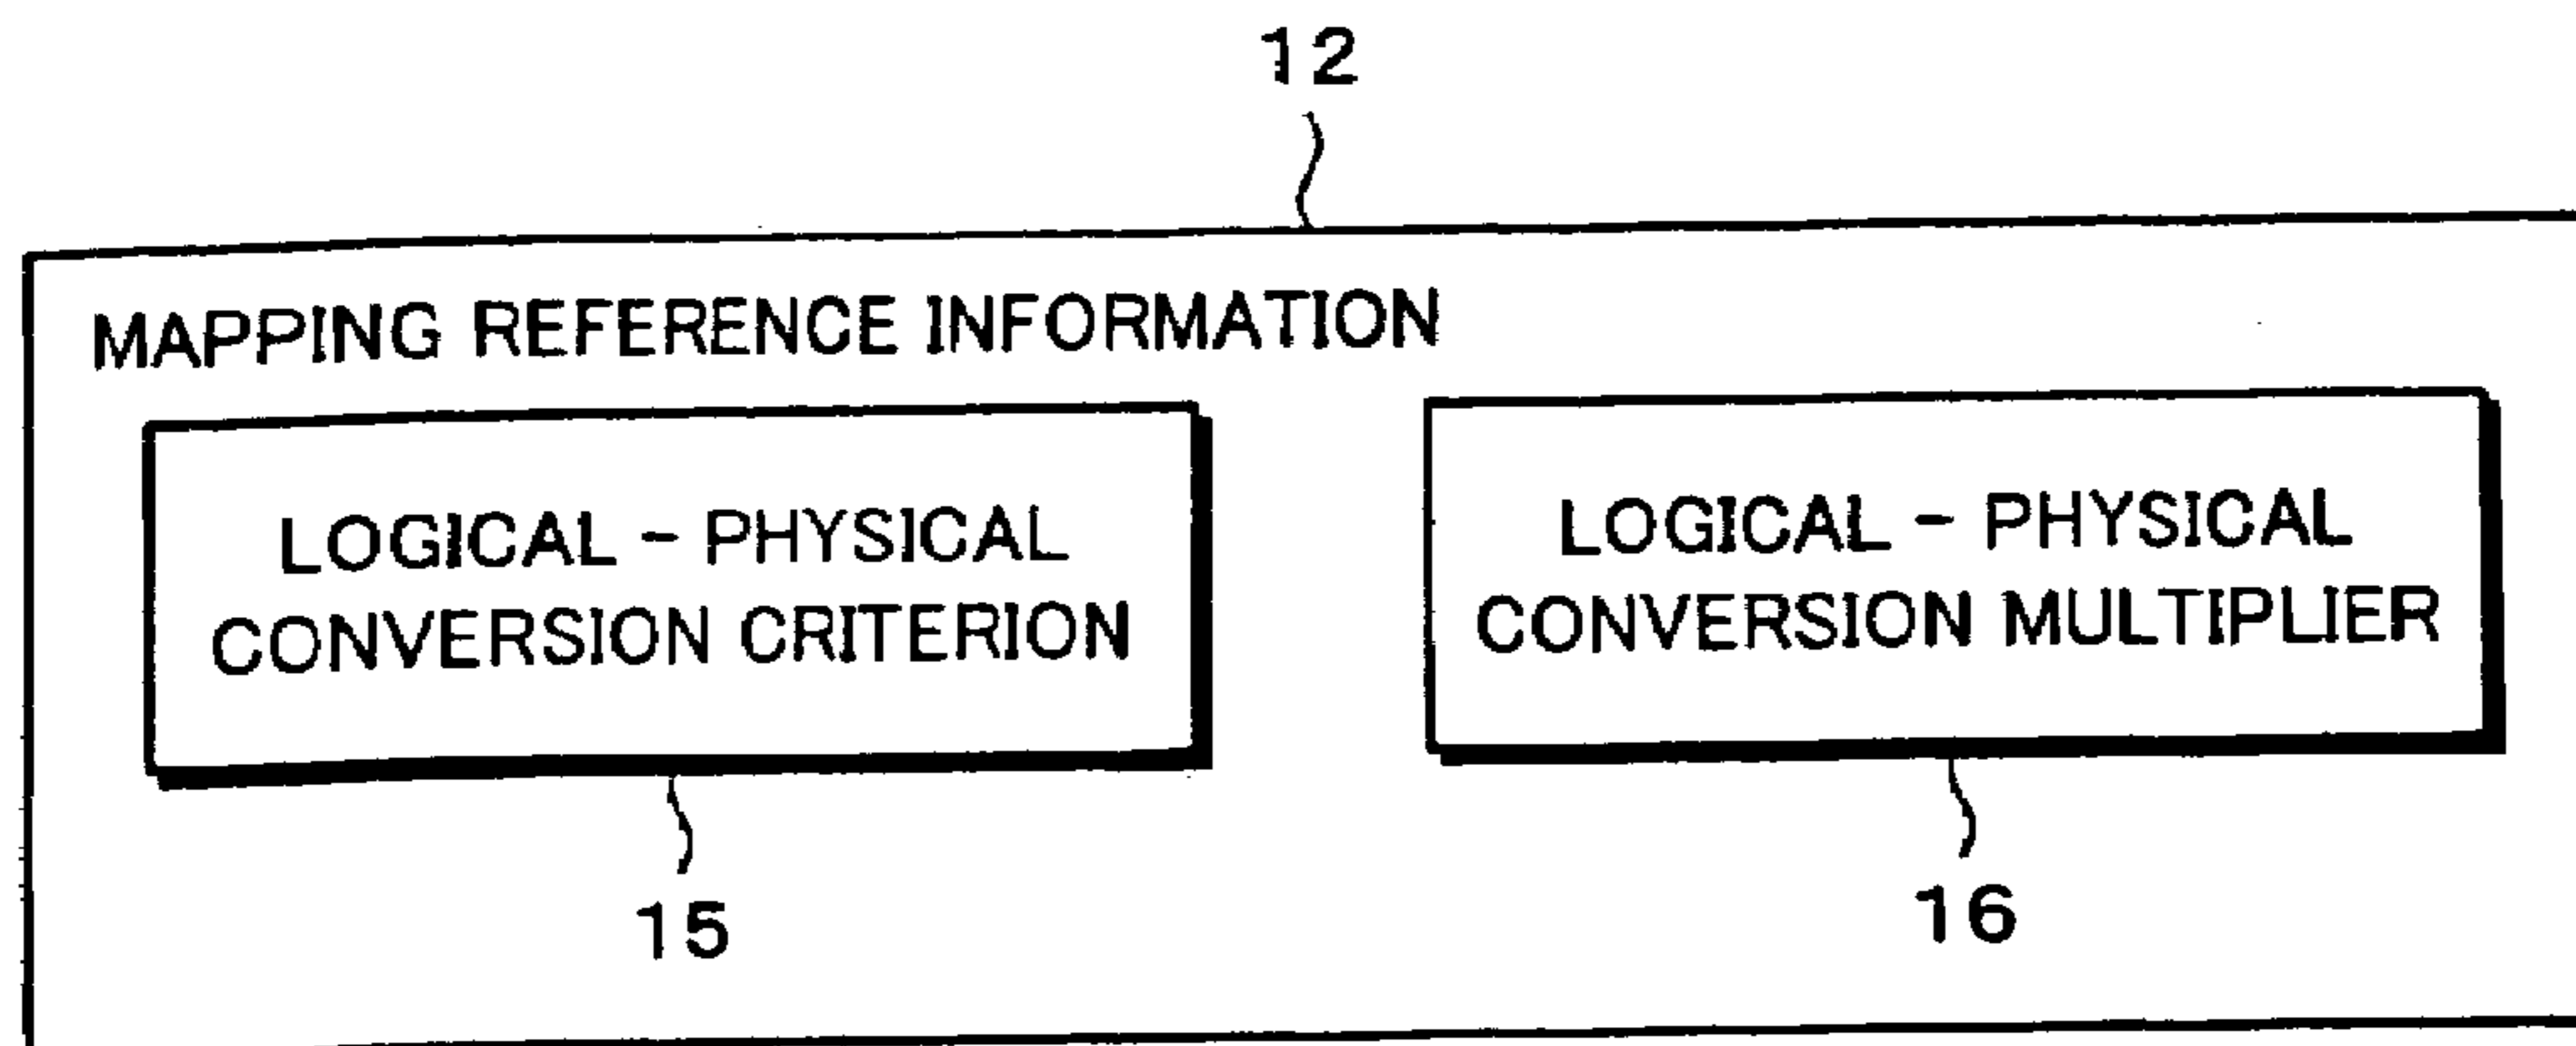 12
MAPPING REFERENCE INFORMATION
LOGICAL - PHYSICAL
CONVERSION CRITERION
LOGICAL - PHYSICAL
CONVERSION MULTIPLIER
15
16